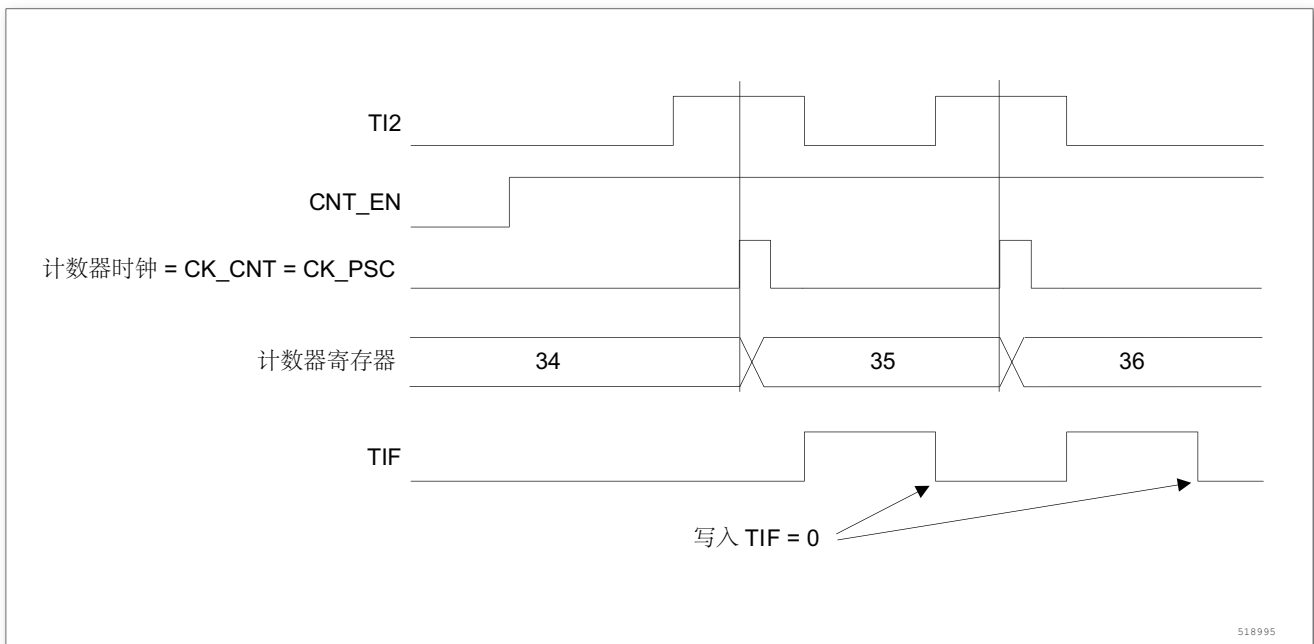 TI2
CNT_EN
计数器时钟 = CK_CNT = CK_PSC
计数器寄存器
34
35
36
TIF
写入 TIF = 0
518995